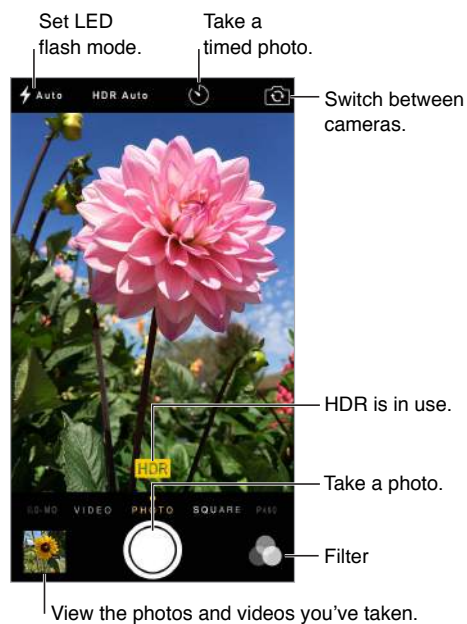 Set LED
flash mode.
Take a
timed photo.
Auto
HDR Auto
Switch between
cameras.
HDR is in use.
HDR
Take a photo.
VIDEO
PHOTO
SQUARE
Filter
View the photos and videos you've taken.